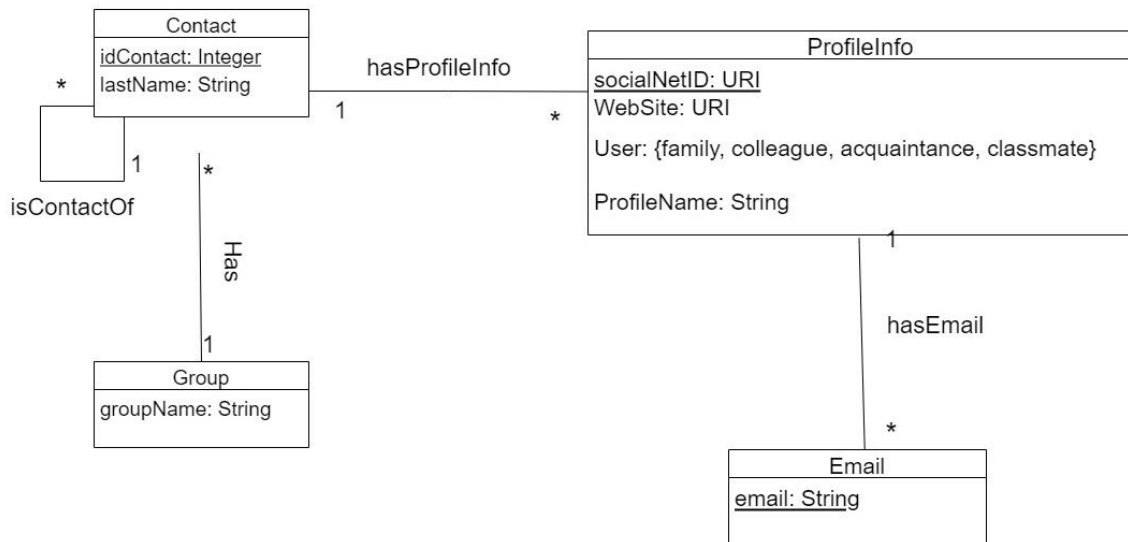 Contact
idContact: Integer
lastName: String
*
1
isContactOf
hasProfileInfo
1
*
ProfileInfo
socialNetID: URI
WebSite: URI
User: {family, colleague, acquaintance, classmate}
ProfileName: String
*
Has
1
Group
groupName: String
1
hasEmail
*
Email
email: String